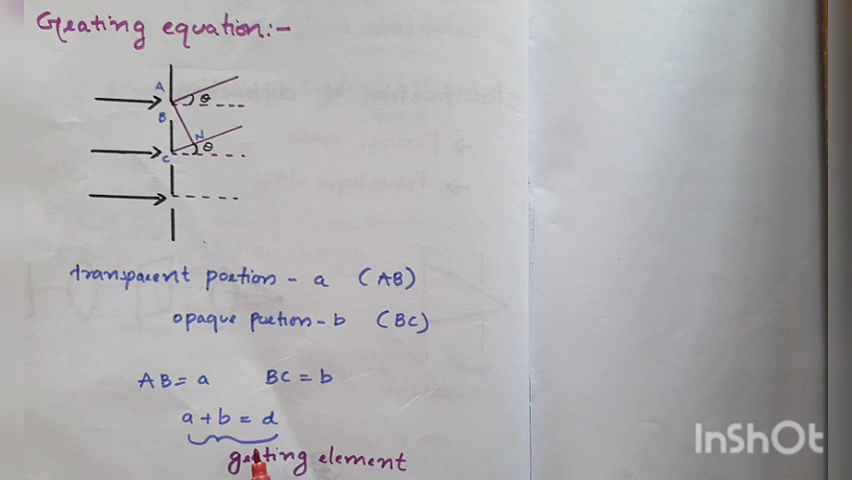 Grating equation:-
A
θ
B
N
θ
C
transparent portion - a (AB)
opaque portion - b (BC)
AB = a BC = b
a + b = d
grating element
InShOt